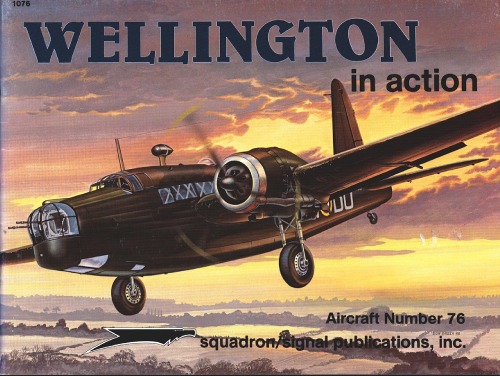 1076
WELLINGTON
in action
Aircraft Number 76
squadron/signal publications, inc.